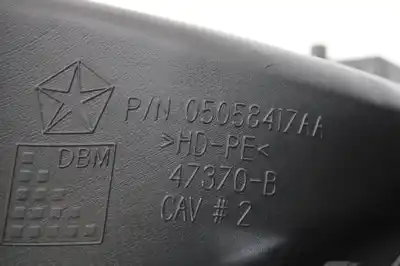 P/N 05058417AA
>HD-PE<
DBM
47370-B
CAV # 2